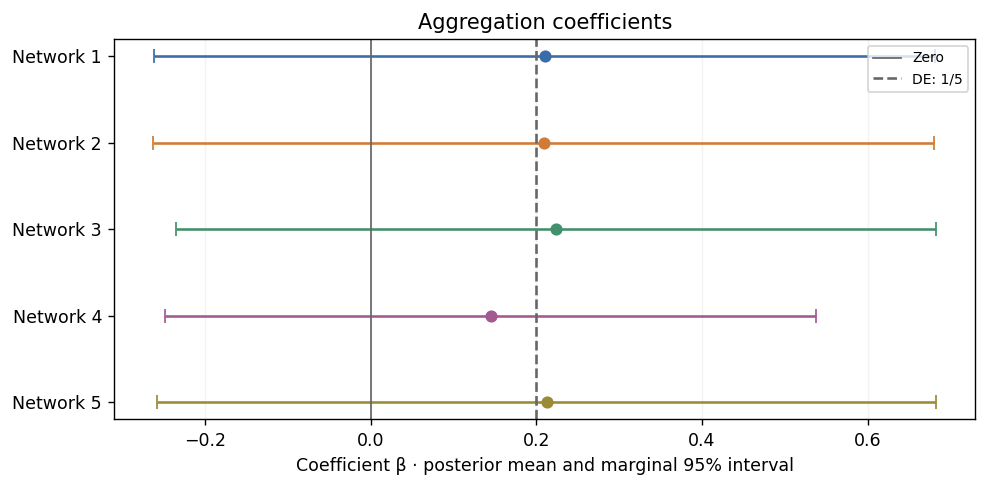 Aggregation coefficients
Network 1
Network 2
Network 3
Network 4
Network 5
Zero
DE: 1/5
−0.2
0.0
0.2
0.4
0.6
Coefficient β · posterior mean and marginal 95% interval